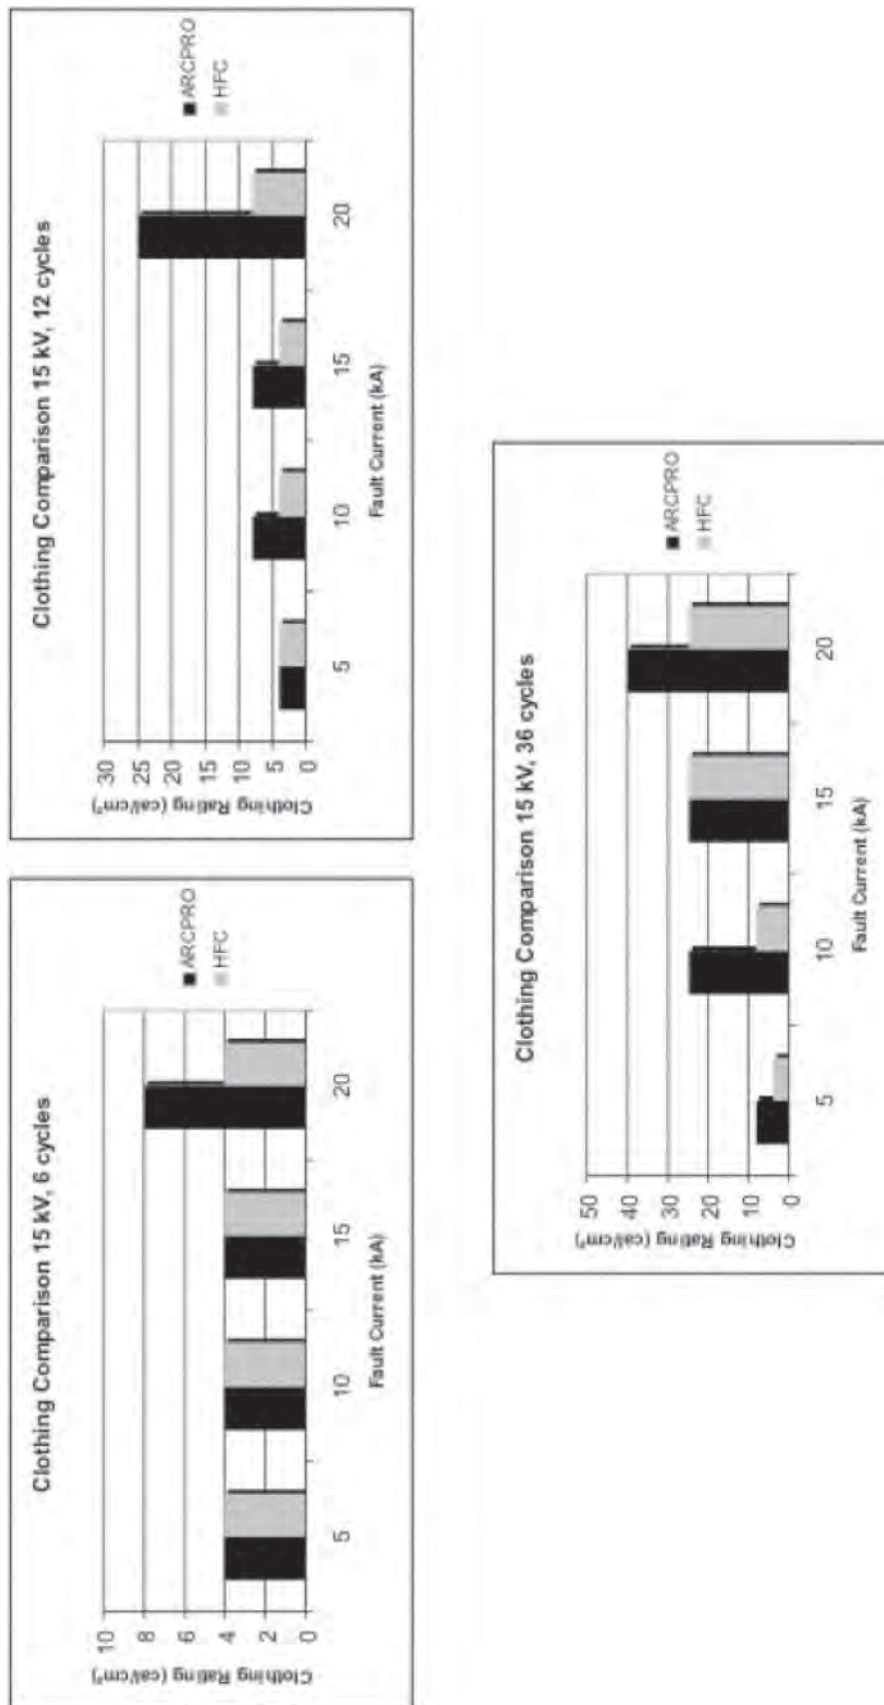 Clothing Comparison 15 kV, 6 cycles
Clothing Rating (cal/cm²)
10
8
6
4
2
0
5
10
15
20
Fault Current (kA)
ARCPRO
HFC
Clothing Comparison 15 kV, 12 cycles
Clothing Rating (cal/cm²)
30
25
20
15
10
5
0
5
10
15
20
Fault Current (kA)
ARCPRO
HFC
Clothing Comparison 15 kV, 36 cycles
Clothing Rating (cal/cm²)
50
40
30
20
10
0
5
10
15
20
Fault Current (kA)
ARCPRO
HFC